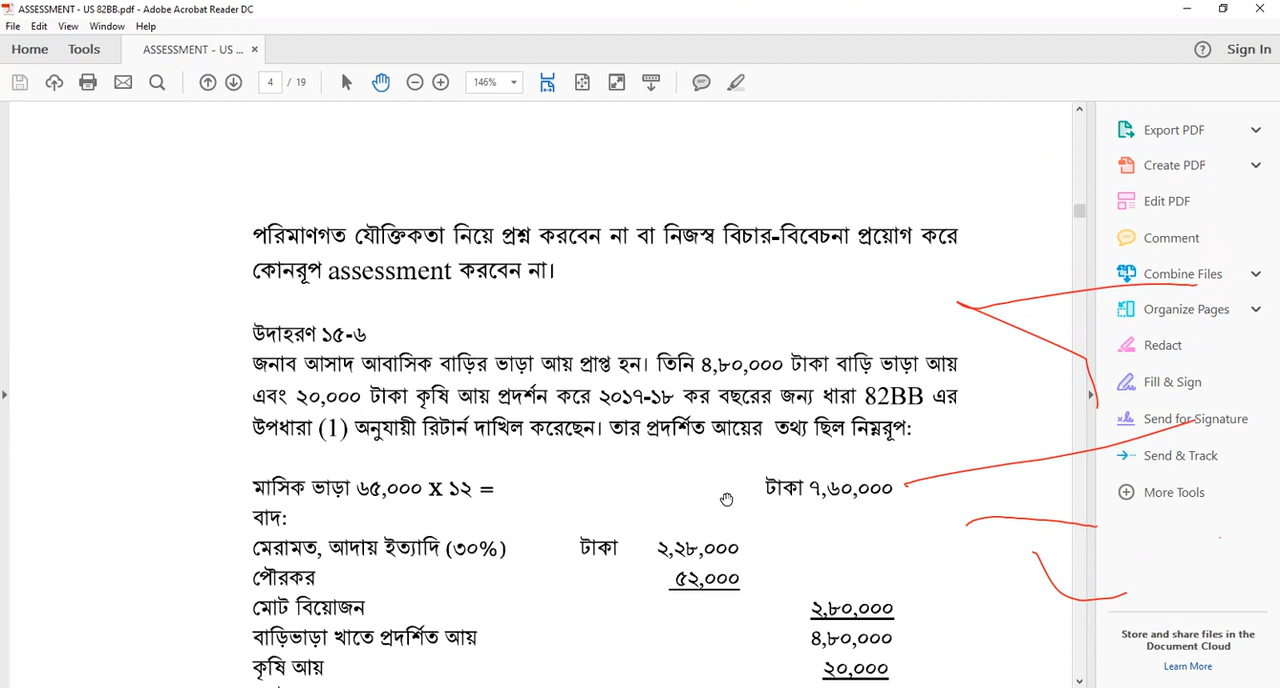 ASSESSMENT - US 82BB.pdf - Adobe Acrobat Reader DC
File Edit View Window Help
Home Tools ASSESSMENT - US ... × Sign In
4 / 19 146%
পরিমাণগত যৌক্তিকতা নিয়ে প্রশ্ন করবেন না বা নিজস্ব বিচার-বিবেচনা প্রয়োগ করে
কোনরূপ assessment করবেন না।
উদাহরণ ১৫-৬
জনাব আসাদ আবাসিক বাড়ির ভাড়া আয় প্রাপ্ত হন। তিনি ৪,৮০,০০০ টাকা বাড়ি ভাড়া আয়
এবং ২০,০০০ টাকা কৃষি আয় প্রদর্শন করে ২০১৭-১৮ কর বছরের জন্য ধারা 82BB এর
উপধারা (1) অনুযায়ী রিটার্ন দাখিল করেছেন। তার প্রদর্শিত আয়ের তথ্য ছিল নিম্নরূপ:
মাসিক ভাড়া ৬৫,০০০ X ১২ = টাকা ৭,৬০,০০০
বাদ:
মেরামত, আদায় ইত্যাদি (৩০%) টাকা ২,২৮,০০০
পৌরকর ৫২,০০০
মোট বিয়োজন ২,৮০,০০০
বাড়িভাড়া খাতে প্রদর্শিত আয় ৪,৮০,০০০
কৃষি আয় ২০,০০০
Export PDF
Create PDF
Edit PDF
Comment
Combine Files
Organize Pages
Redact
Fill & Sign
Send for Signature
Send & Track
More Tools
Store and share files in the
Document Cloud
Learn More